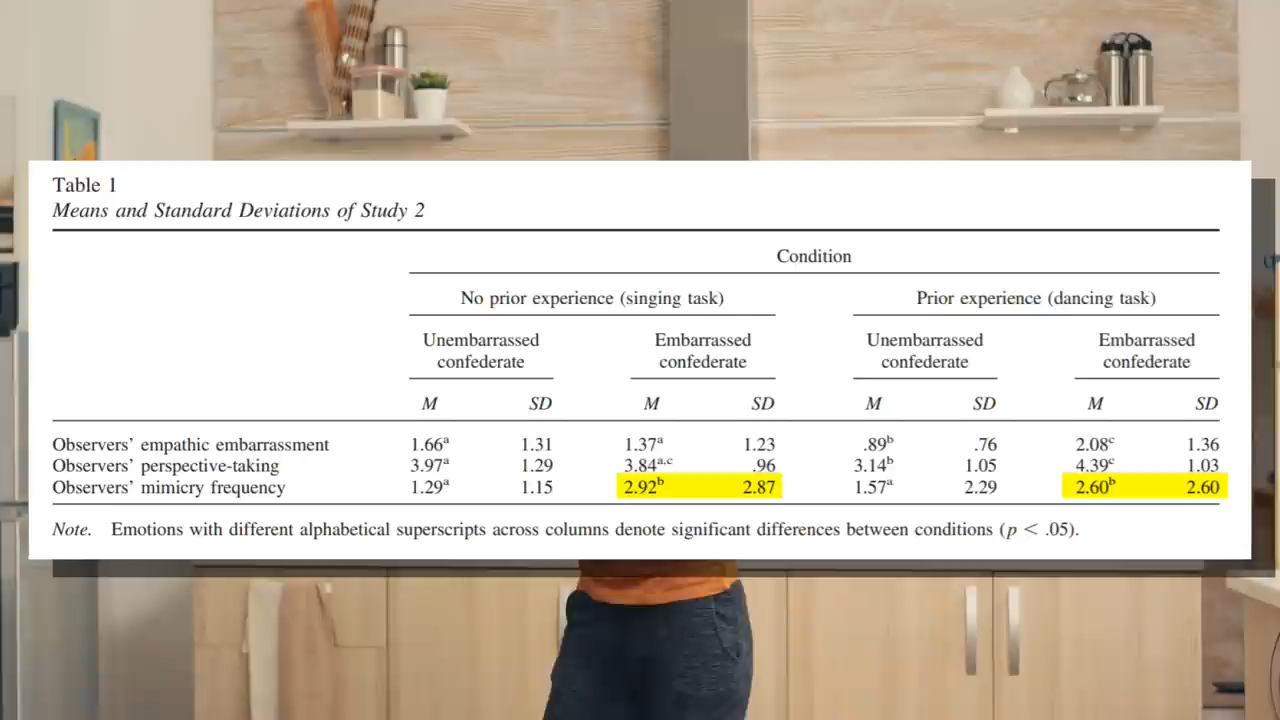 Table 1
Means and Standard Deviations of Study 2
Condition
No prior experience (singing task) Prior experience (dancing task)
Unembarrassed confederate Embarrassed confederate Unembarrassed confederate Embarrassed confederate
M SD M SD M SD M SD
Observers' empathic embarrassment 1.66ᵃ 1.31 1.37ᵃ 1.23 .89ᵇ .76 2.08ᶜ 1.36
Observers' perspective-taking 3.97ᵃ 1.29 3.84ᵃ,ᶜ .96 3.14ᵇ 1.05 4.39ᶜ 1.03
Observers' mimicry frequency 1.29ᵃ 1.15 2.92ᵇ 2.87 1.57ᵃ 2.29 2.60ᵇ 2.60
Note. Emotions with different alphabetical superscripts across columns denote significant differences between conditions (p < .05).